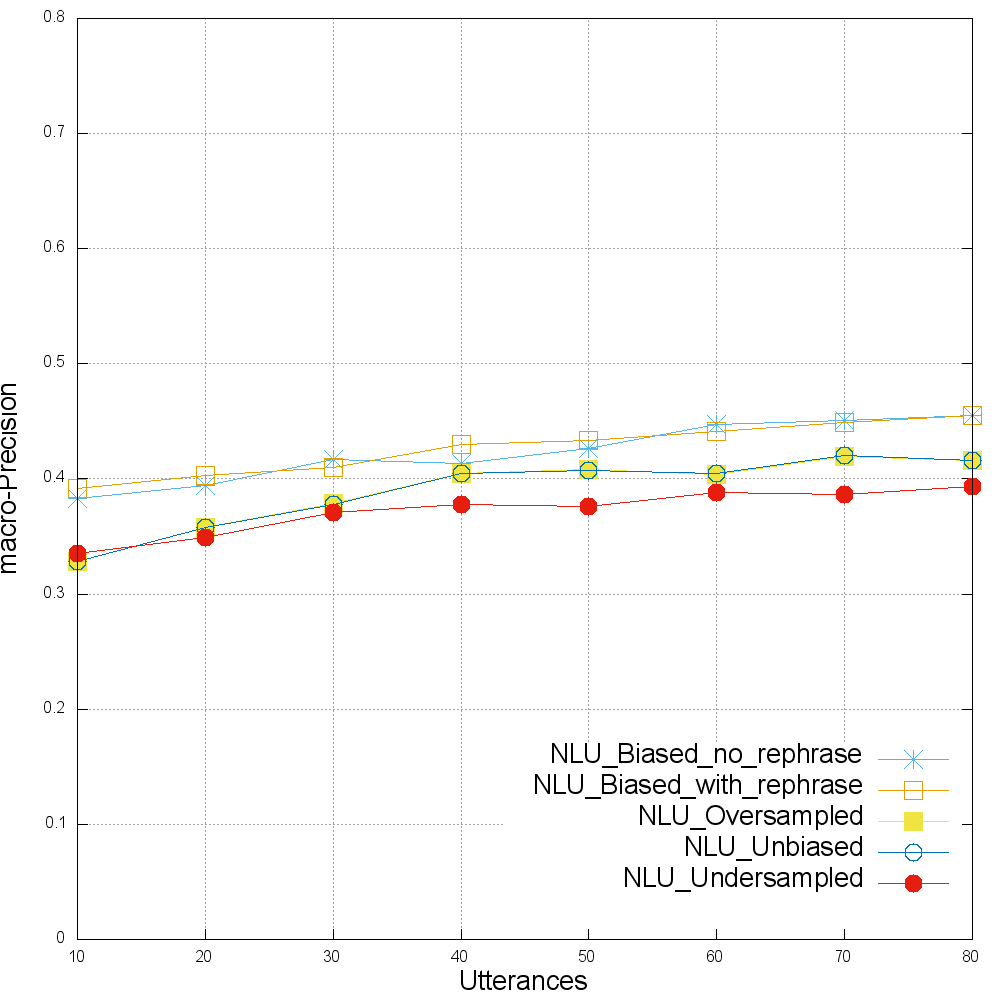 0.8
0.7
0.6
0.5
0.4
0.3
0.2
0.1
0
macro-Precision
NLU_Biased_no_rephrase
NLU_Biased_with_rephrase
NLU_Oversampled
NLU_Unbiased
NLU_Undersampled
10 20 30 40 50 60 70 80
Utterances